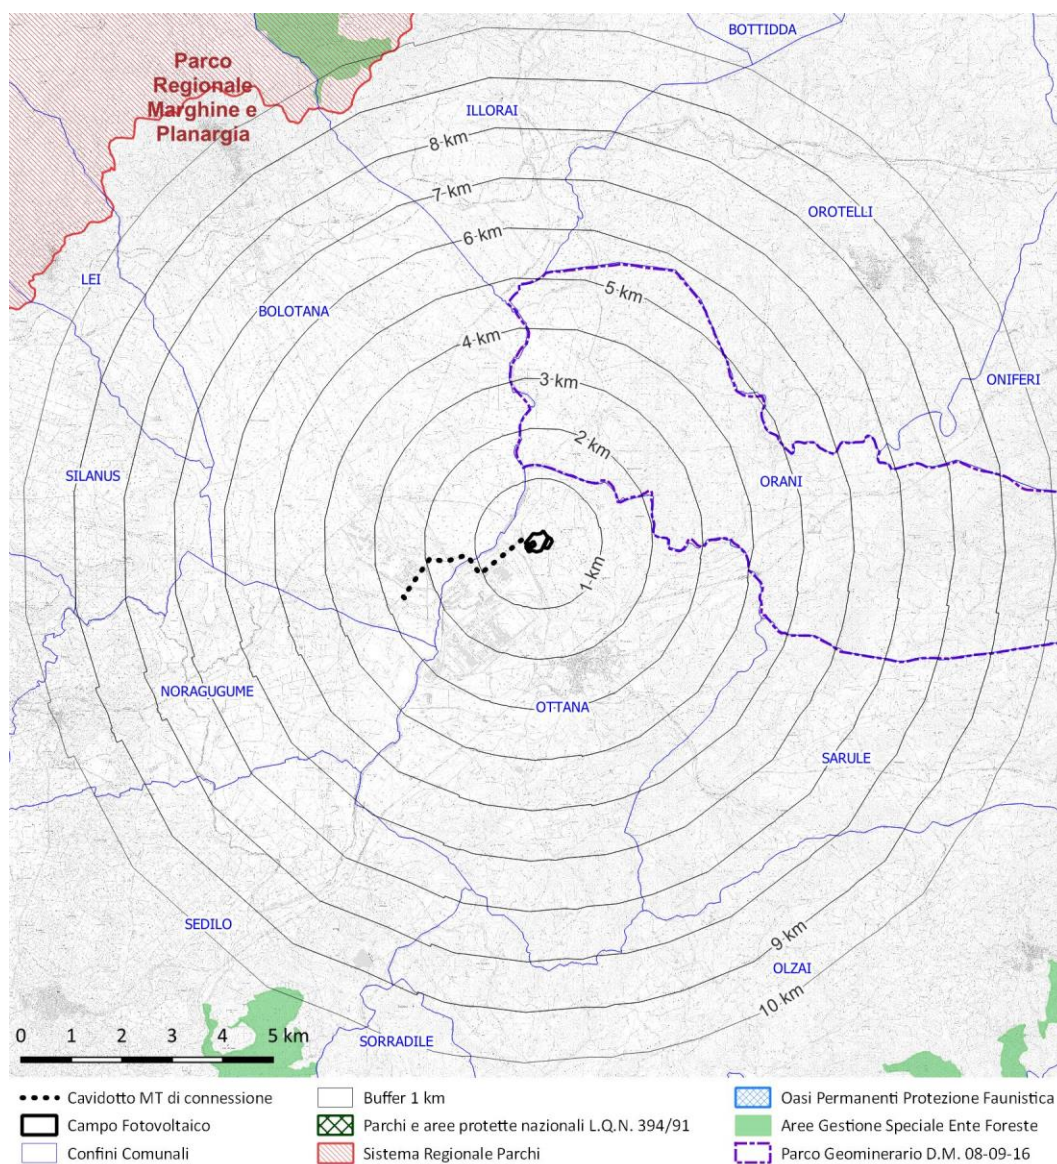 BOTTIDDA
Parco
Regionale
Marghine e
Planargia
ILLORAI
8 km
7 km
6 km
OROTELLI
LEI
BOLOTANA
5 km
4 km
3 km
ONIFERI
2 km
SILANUS
ORANI
1 km
NORAGUGUME
OTTANA
SARULE
SEDILO
9 km
OLZAI
10 km
SORRADILE
0 1 2 3 4 5 km
Cavidotto MT di connessione
Campo Fotovoltaico
Confini Comunali
Buffer 1 km
Parchi e aree protette nazionali L.Q.N. 394/91
Sistema Regionale Parchi
Oasi Permanenti Protezione Faunistica
Aree Gestione Speciale Ente Foreste
Parco Geominerario D.M. 08-09-16